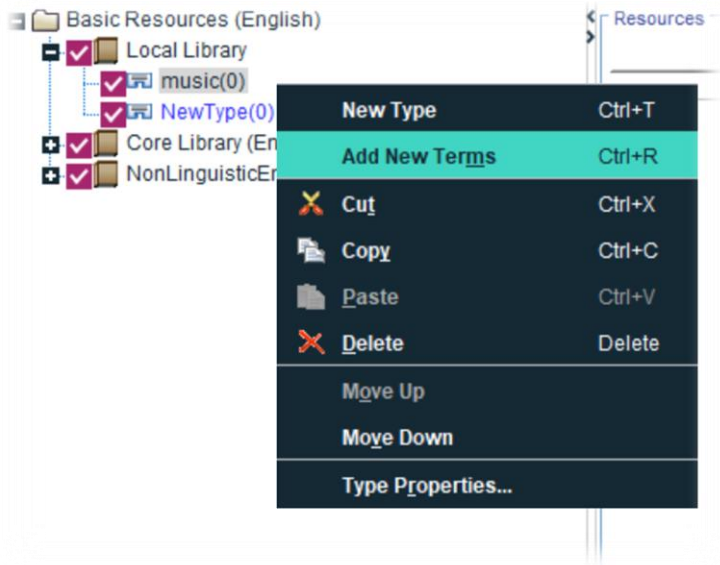 Basic Resources (English)
Resources
Local Library
music(0)
NewType(0)
Core Library (En
NonLinguisticEr
New Type Ctrl+T
Add New Terms Ctrl+R
Cut Ctrl+X
Copy Ctrl+C
Paste Ctrl+V
Delete Delete
Move Up
Move Down
Type Properties...